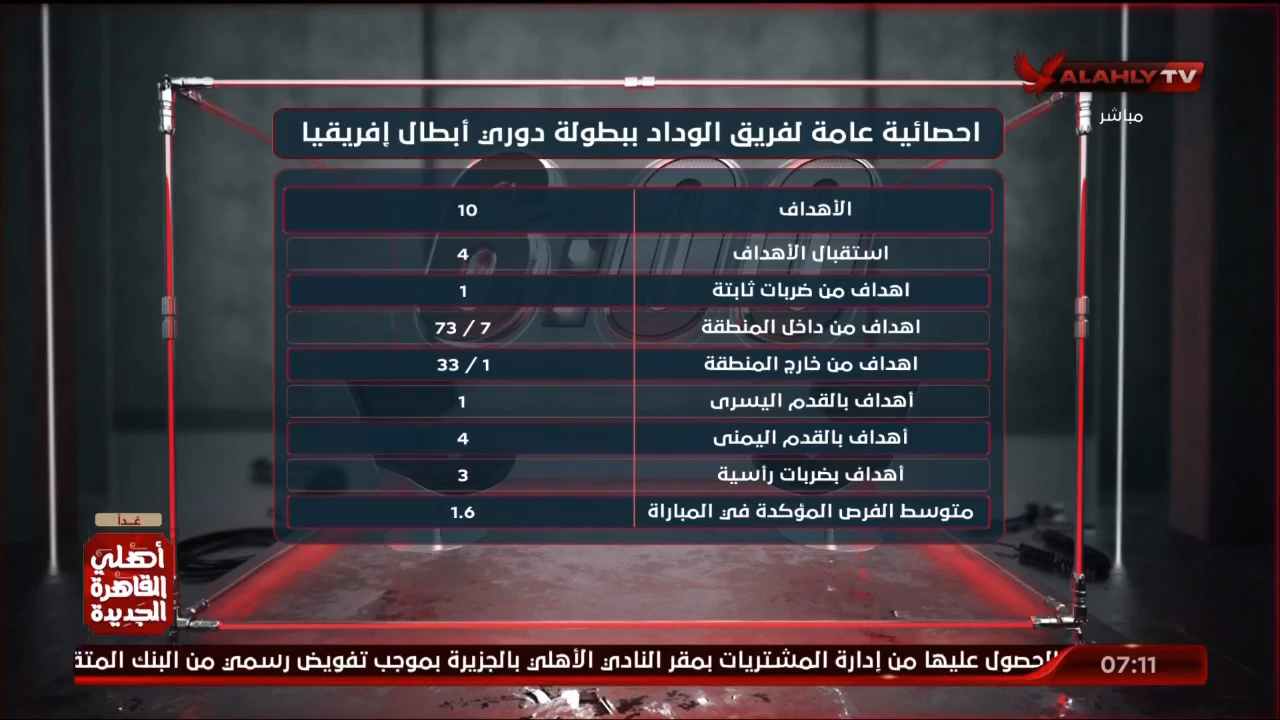 ALAHLY TV
مباشر
احصائية عامة لفريق الوداد ببطولة دوري أبطال إفريقيا
الأهداف 10
استقبال الأهداف 4
اهداف من ضربات ثابتة 1
اهداف من داخل المنطقة 7 / 73
اهداف من خارج المنطقة 1 / 33
أهداف بالقدم اليسرى 1
أهداف بالقدم اليمنى 4
أهداف بضربات رأسية 3
متوسط الفرص المؤكدة في المباراة 1.6
غداً
أهلي
القاهرة
الجديدة
07:11
الحصول عليها من إدارة المشتريات بمقر النادي الأهلي بالجزيرة بموجب تفويض رسمي من البنك